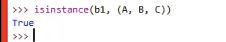 >>> isinstance(b1, (A, B, C))
True
>>>